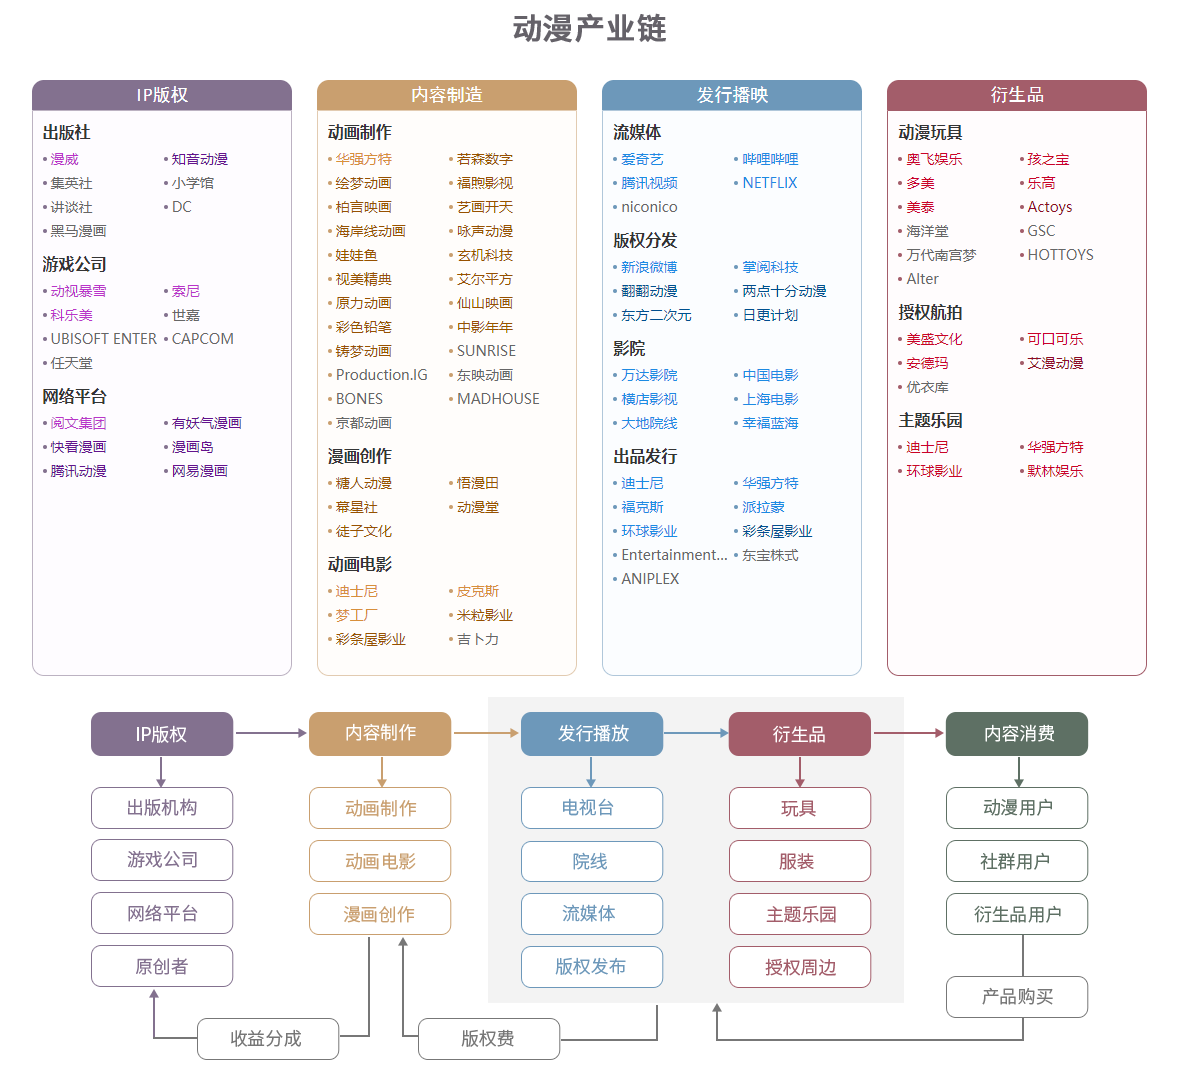 动漫产业链
IP版权
出版社
漫威 知音动漫
集英社 小学馆
讲谈社 DC
黑马漫画
游戏公司
动视暴雪 索尼
科乐美 世嘉
UBISOFT ENTER CAPCOM
任天堂
网络平台
阅文集团 有妖气漫画
快看漫画 漫画岛
腾讯动漫 网易漫画
内容制造
动画制作
华强方特 若森数字
绘梦动画 福煦影视
柏言映画 艺画开天
海岸线动画 咏声动漫
娃娃鱼 玄机科技
视美精典 艾尔平方
原力动画 仙山映画
彩色铅笔 中影年年
铸梦动画 SUNRISE
Production.IG 东映动画
BONES MADHOUSE
京都动画
漫画创作
糖人动漫 悟漫田
幕星社 动漫堂
徒子文化
动画电影
迪士尼 皮克斯
梦工厂 米粒影业
彩条屋影业 吉卜力
发行播映
流媒体
爱奇艺 哔哩哔哩
腾讯视频 NETFLIX
niconico
版权分发
新浪微博 掌阅科技
翻翻动漫 两点十分动漫
东方二次元 日更计划
影院
万达影院 中国电影
横店影视 上海电影
大地院线 幸福蓝海
出品发行
迪士尼 华强方特
福克斯 派拉蒙
环球影业 彩条屋影业
Entertainment... 东宝株式
ANIPLEX
衍生品
动漫玩具
奥飞娱乐 孩之宝
多美 乐高
美泰 Actoys
海洋堂 GSC
万代南宫梦 HOTTOYS
Alter
授权航拍
美盛文化 可口可乐
安德玛 艾漫动漫
优衣库
主题乐园
迪士尼 华强方特
环球影业 默林娱乐
IP版权
出版机构
游戏公司
网络平台
原创者
内容制作
动画制作
动画电影
漫画创作
发行播放
电视台
院线
流媒体
版权发布
衍生品
玩具
服装
主题乐园
授权周边
内容消费
动漫用户
社群用户
衍生品用户
产品购买
收益分成
版权费